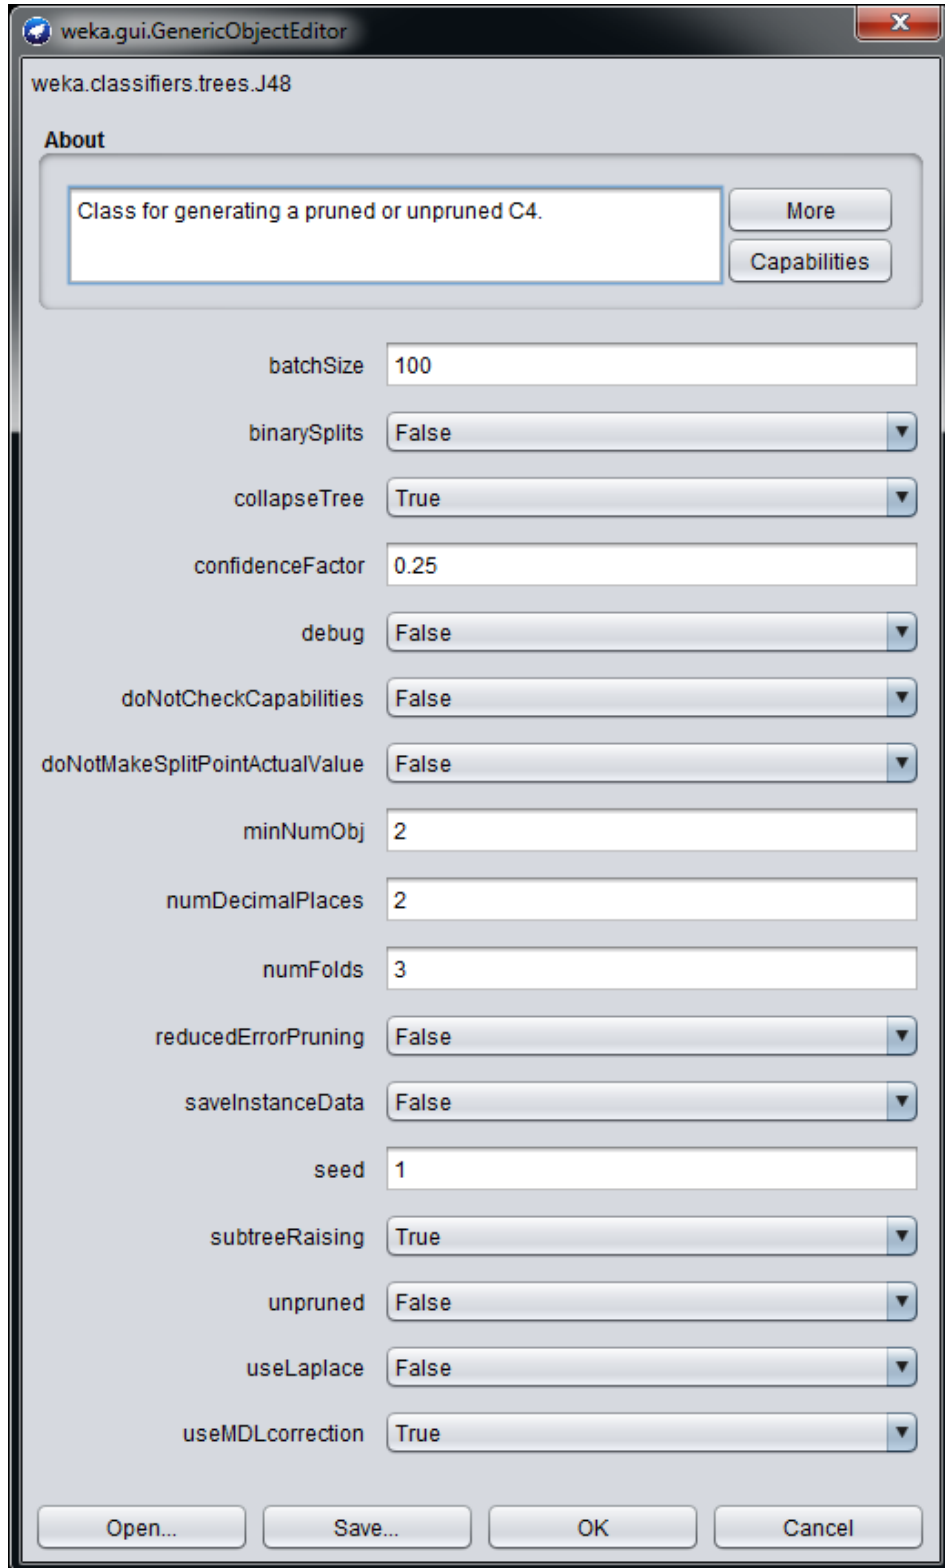 weka.gui.GenericObjectEditor
weka.classifiers.trees.J48
About
Class for generating a pruned or unpruned C4.
More
Capabilities
batchSize 100
binarySplits False
collapseTree True
confidenceFactor 0.25
debug False
doNotCheckCapabilities False
doNotMakeSplitPointActualValue False
minNumObj 2
numDecimalPlaces 2
numFolds 3
reducedErrorPruning False
saveInstanceData False
seed 1
subtreeRaising True
unpruned False
useLaplace False
useMDLcorrection True
Open... Save... OK Cancel